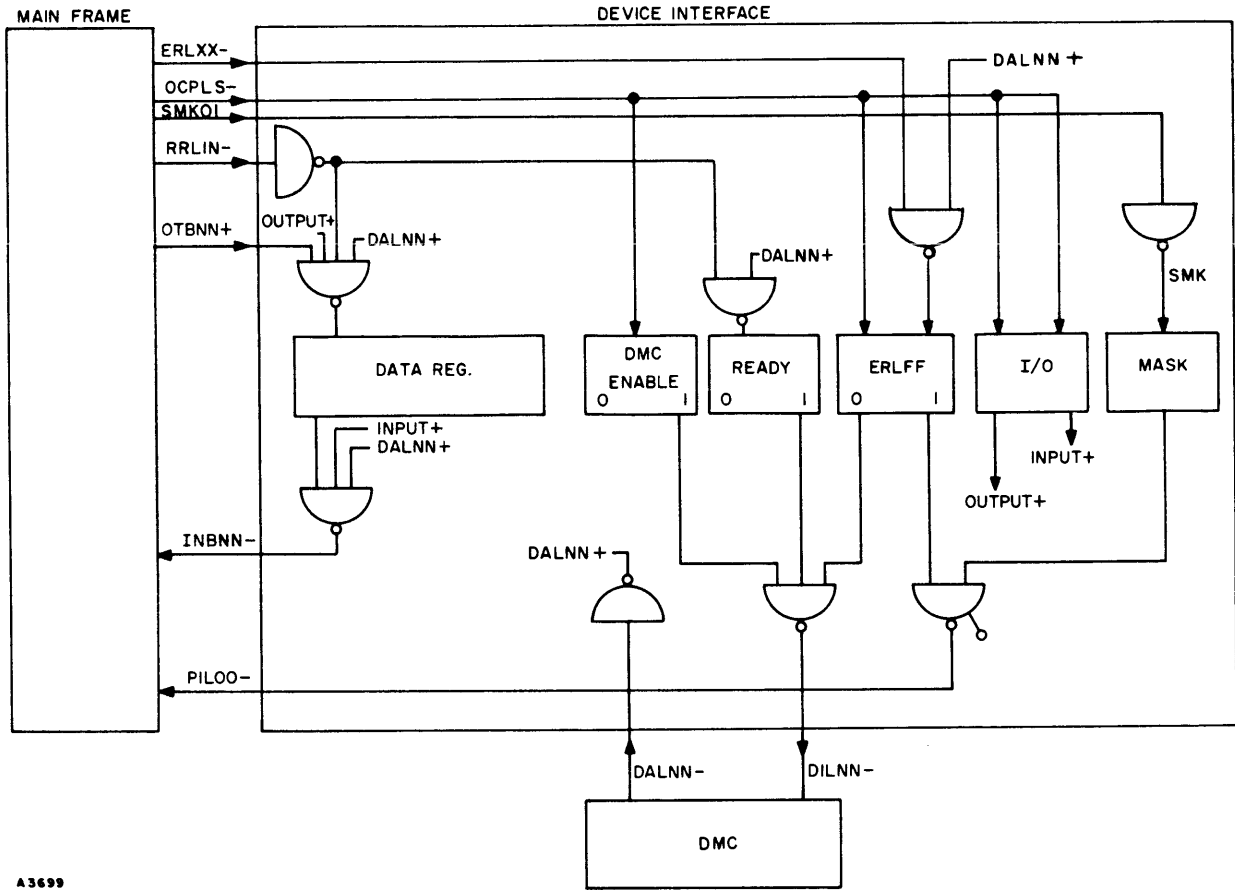 MAIN FRAME
DEVICE INTERFACE
ERLXX-
DALNN+
OCPLS-
SMK01
RRLIN-
OUTPUT+
OTBNN+
DALNN+
DALNN+
SMK
DATA REG.
DMC
ENABLE
0 1
READY
0 1
ERLFF
0 1
I/O
MASK
INPUT+
DALNN+
INPUT+
OUTPUT+
INBNN-
DALNN+
PIL00-
DALNN-
DILNN-
DMC
A3699